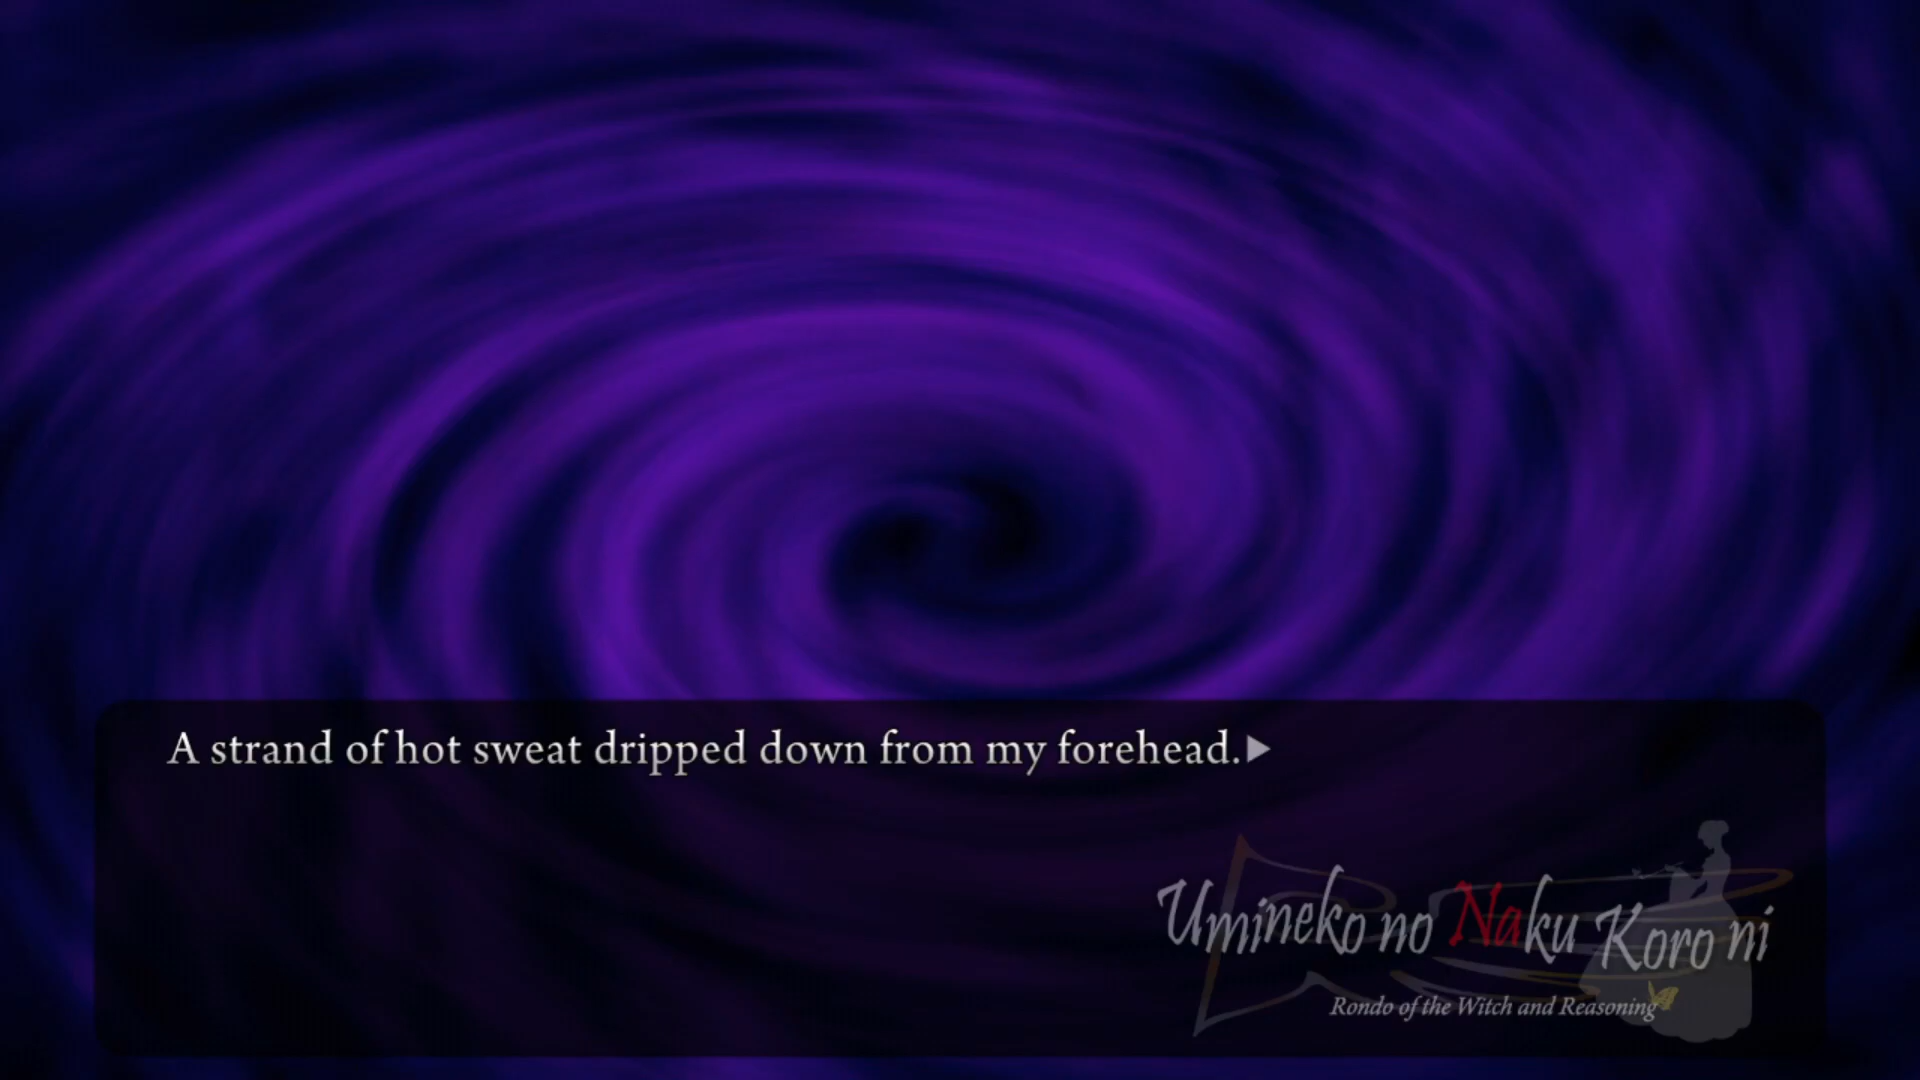 A strand of hot sweat dripped down from my forehead.
Umineko no Naku Koro ni
Rondo of the Witch and Reasoning